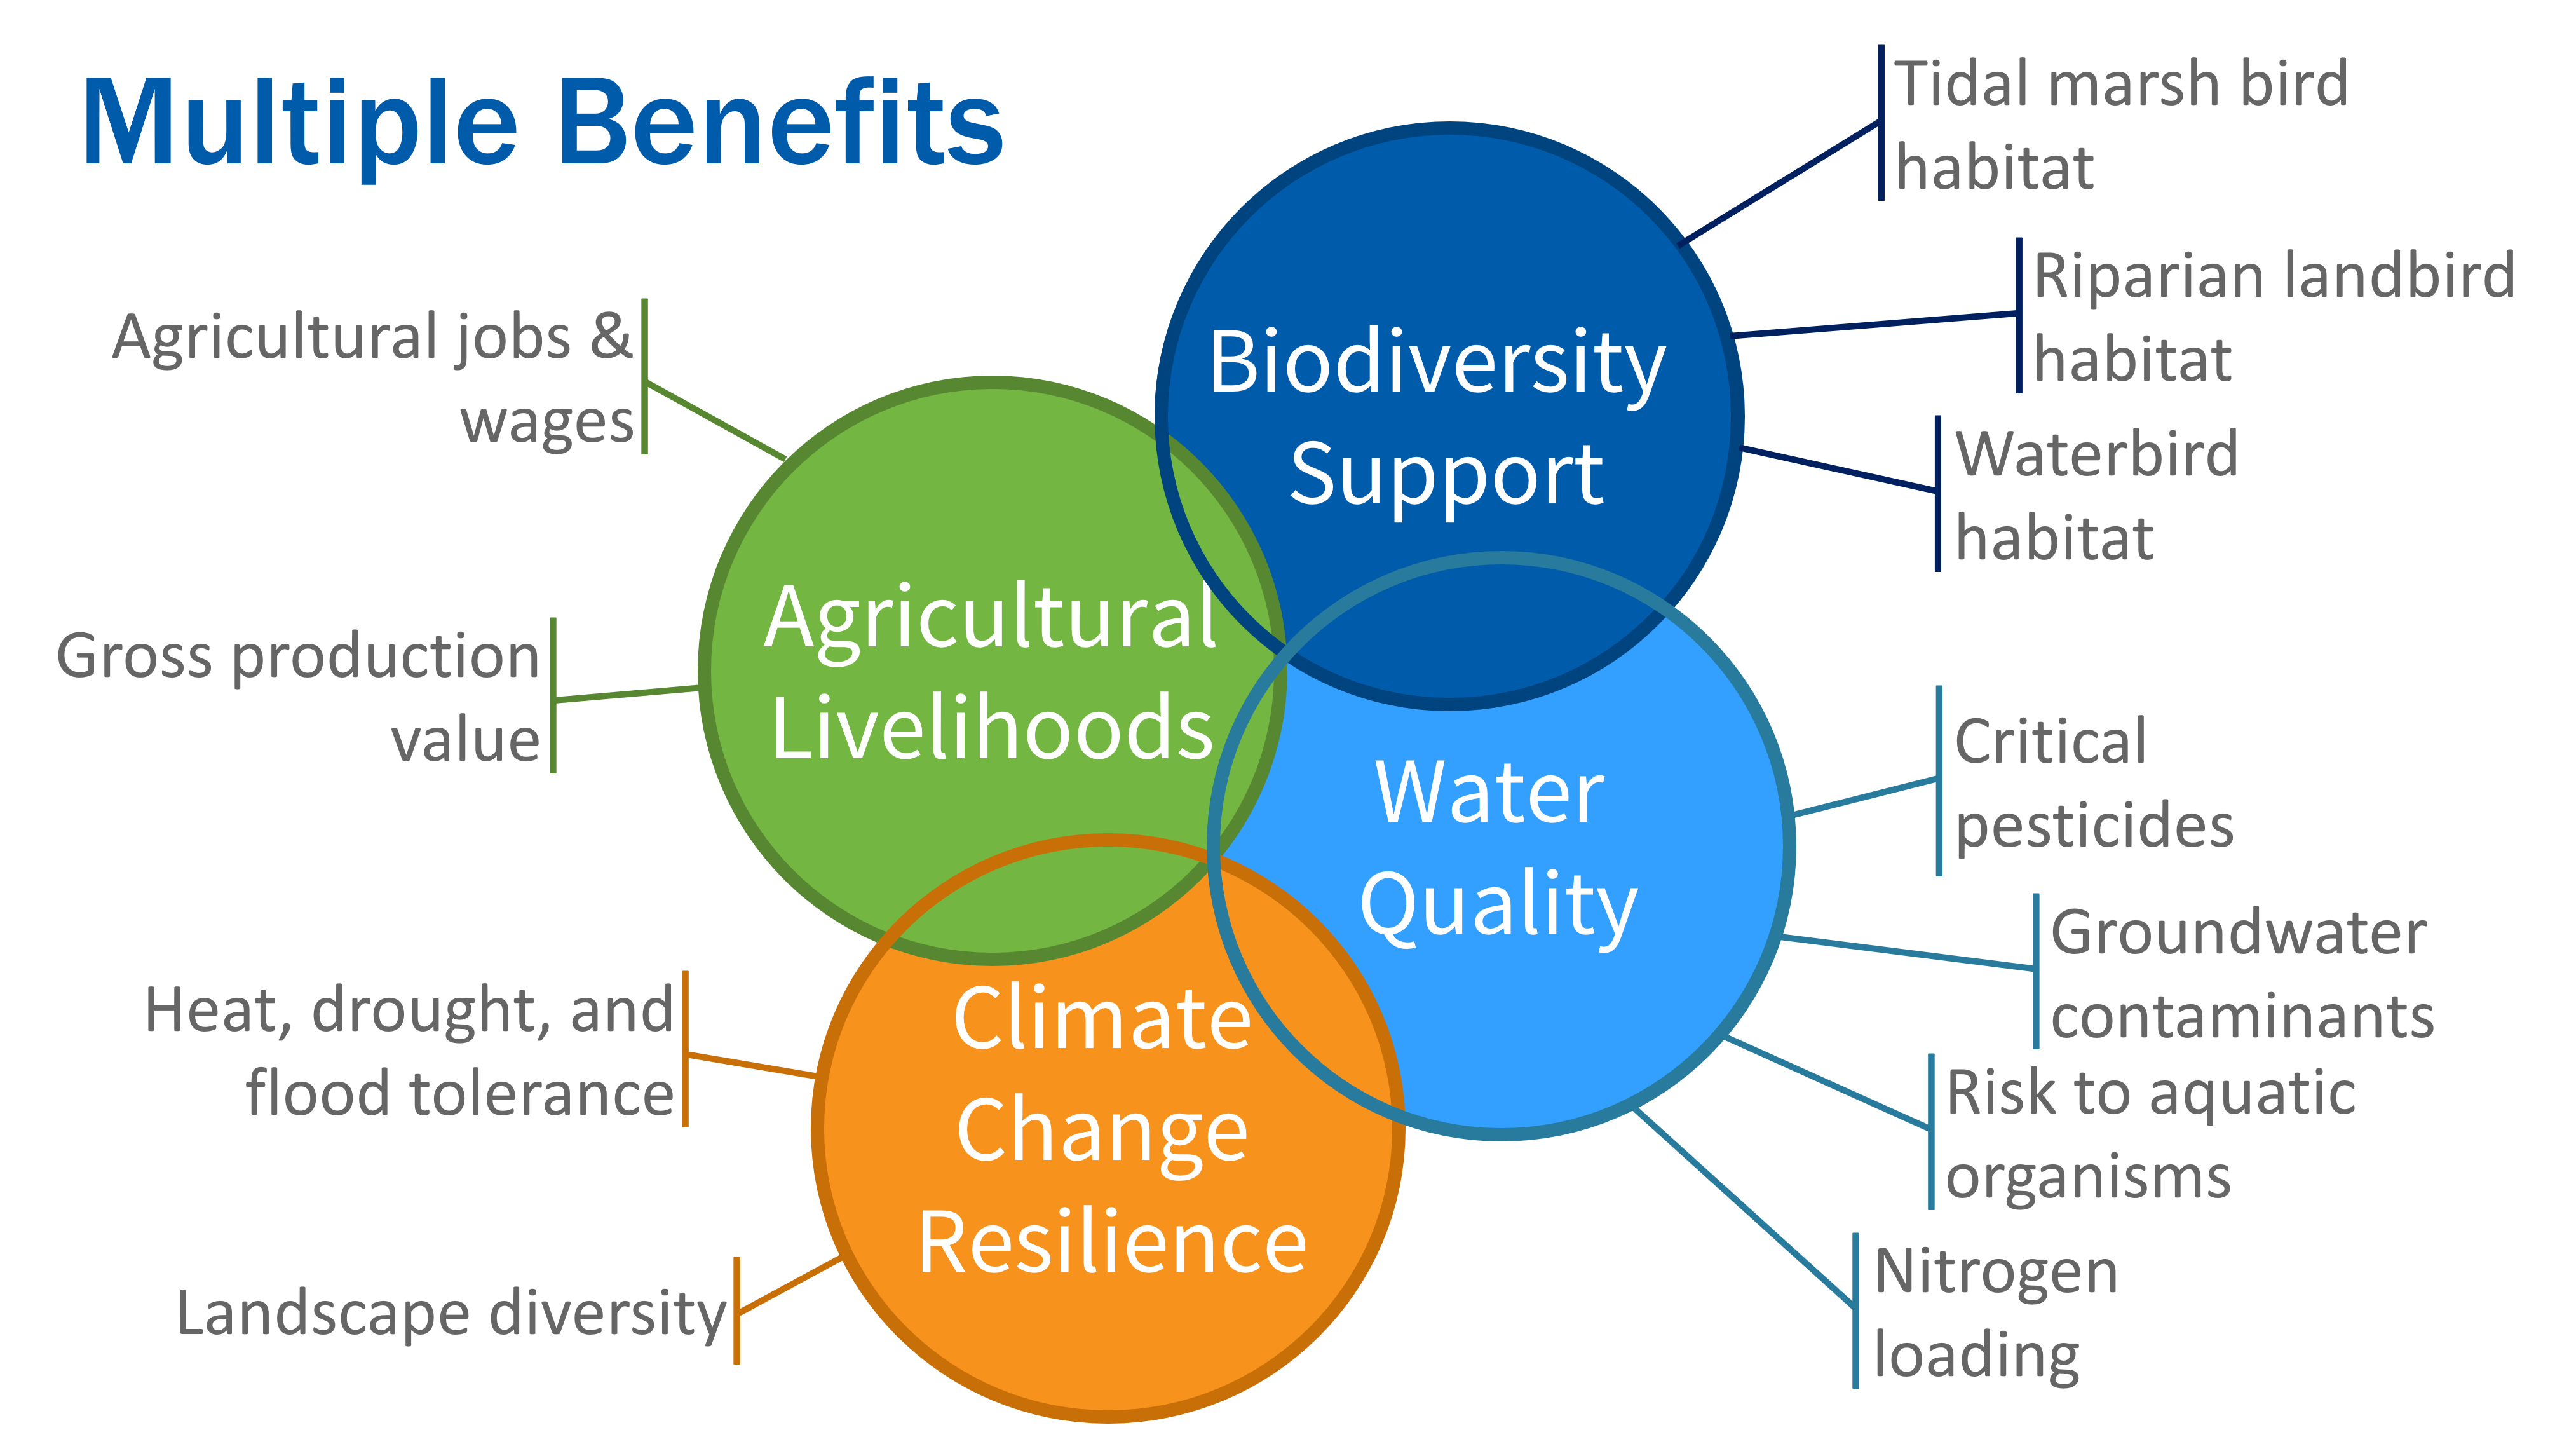 Multiple Benefits
Agricultural jobs &
wages
Gross production
value
Heat, drought, and
flood tolerance
Landscape diversity
Agricultural
Livelihoods
Climate
Change
Resilience
Biodiversity
Support
Water
Quality
Tidal marsh bird
habitat
Riparian landbird
habitat
Waterbird
habitat
Critical
pesticides
Groundwater
contaminants
Risk to aquatic
organisms
Nitrogen
loading